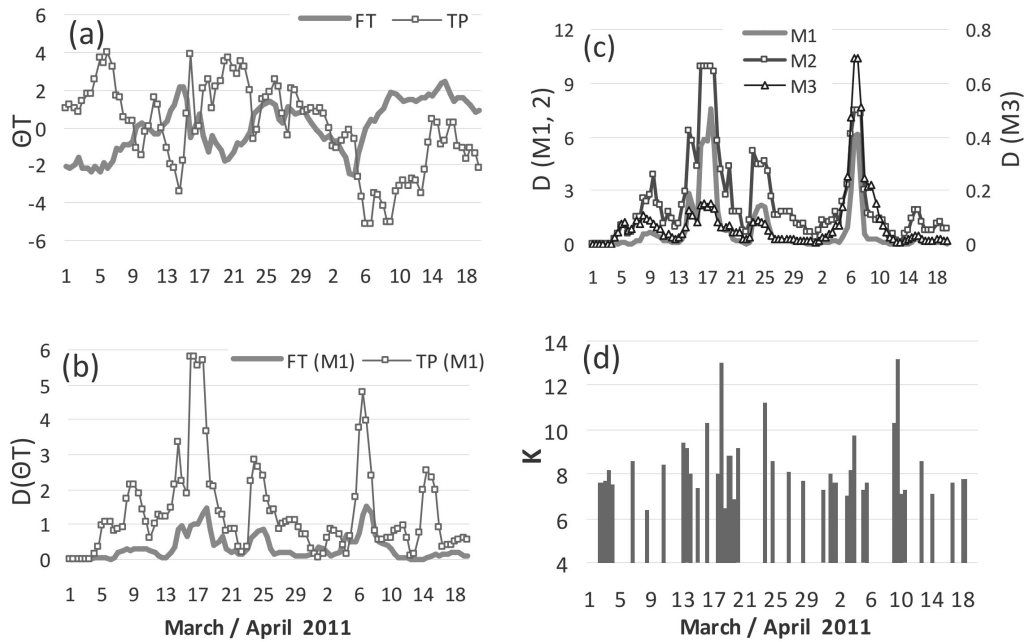 (a)
FT TP
6
4
2
0
-2
-4
-6
ΘT
1 5 9 13 17 21 25 29 2 6 10 14 18
(c)
M1
M2
M3
12
9
6
3
0
D (M1, 2)
0.8
0.6
0.4
0.2
0
D (M3)
1 5 9 13 17 21 25 29 2 6 10 14 18
(b)
FT (M1) TP (M1)
6
5
4
3
2
1
0
D(ΘT)
1 5 9 13 17 21 25 29 2 6 10 14 18
March / April 2011
(d)
14
12
10
8
6
4
K
1 5 9 13 17 21 25 29 2 6 10 14 18
March / April 2011